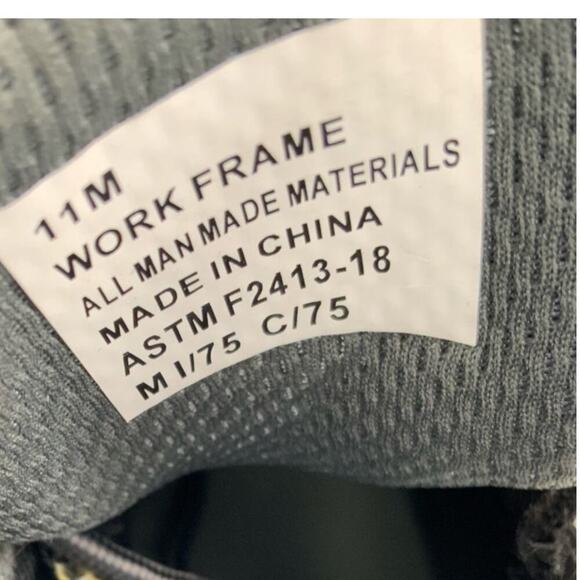 11M
WORK FRAME
ALL MAN MADE MATERIALS
MADE IN CHINA
ASTM F2413-18
M I/75 C/75